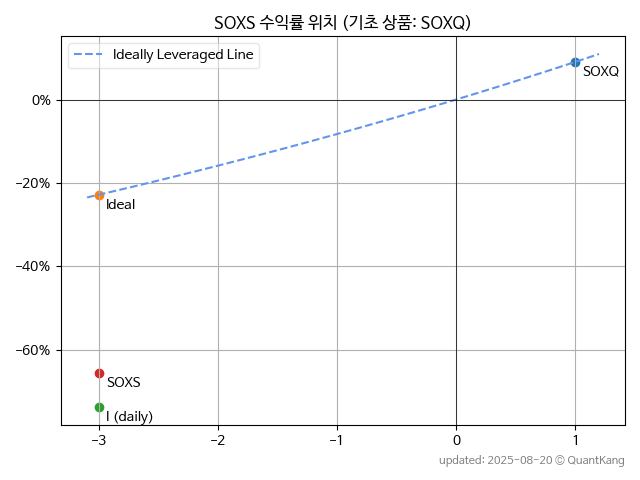 SOXS 수익률 위치 (기초 상품: SOXQ)
Ideally Leveraged Line
SOXQ
0%
-20%
Ideal
-40%
-60%
SOXS
I (daily)
-3 -2 -1 0 1
updated: 2025-08-20 © QuantKang